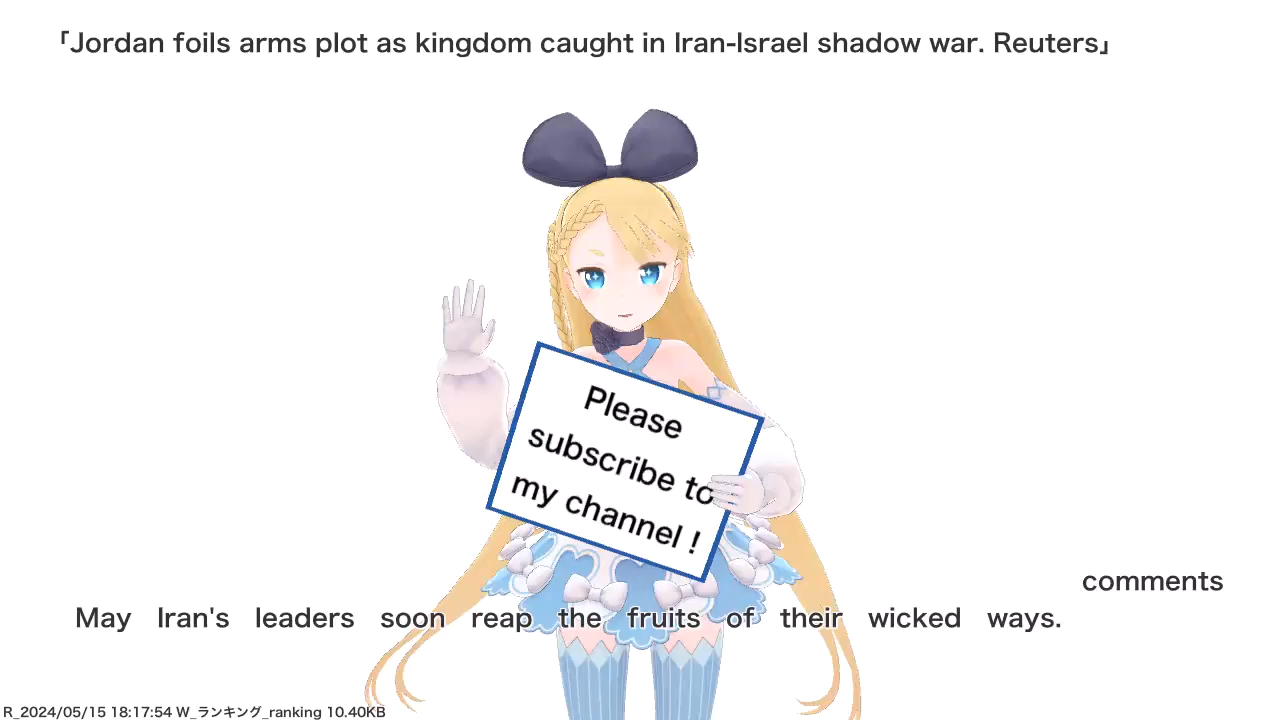 「Jordan foils arms plot as kingdom caught in Iran-Israel shadow war. Reuters」
Please
subscribe to
my channel !
comments
May Iran's leaders soon reap the fruits of their wicked ways.
R_2024/05/15 18:17:54 W_ランキング_ranking 10.40KB